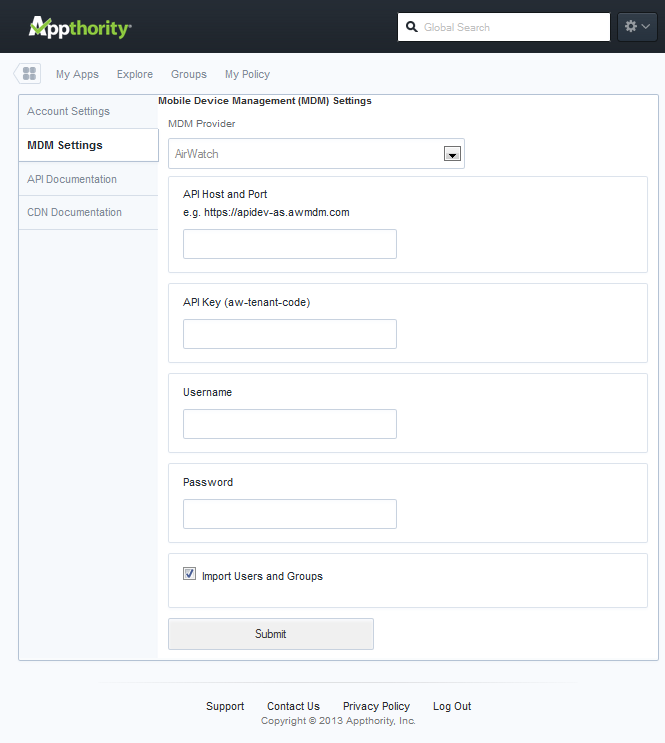 Appthority
Global Search
My Apps Explore Groups My Policy
Account Settings
MDM Settings
API Documentation
CDN Documentation
Mobile Device Management (MDM) Settings
MDM Provider
AirWatch
API Host and Port
e.g. https://apidev-as.awmdm.com
API Key (aw-tenant-code)
Username
Password
Import Users and Groups
Submit
Support Contact Us Privacy Policy Log Out
Copyright © 2013 Appthority, Inc.